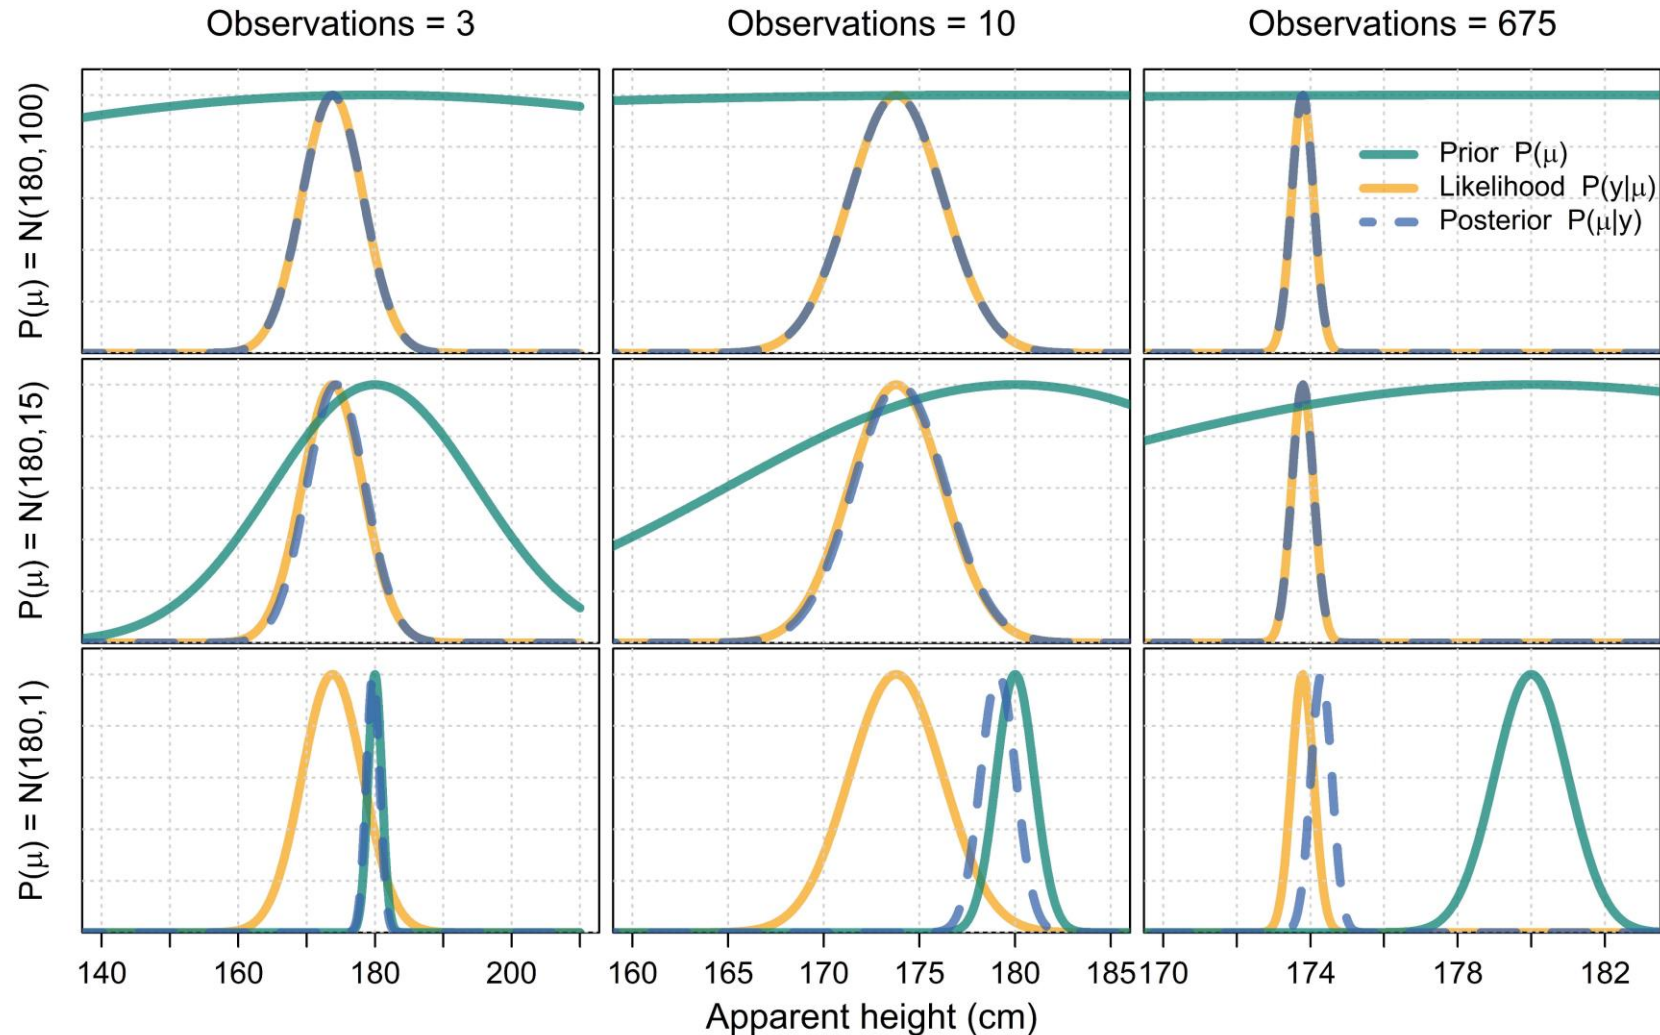 Observations = 3
Observations = 10
Observations = 675
P(μ) = N(180,100)
Prior P(μ)
Likelihood P(y|μ)
Posterior P(μ|y)
P(μ) = N(180,15)
P(μ) = N(180,1)
140 160 180 200
160 165 170 175 180 185
170 174 178 182
Apparent height (cm)